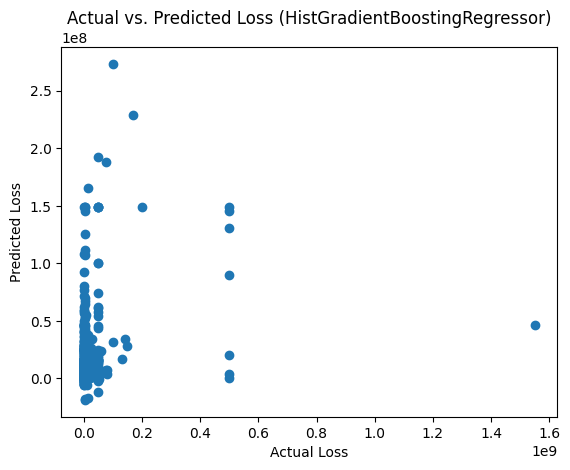 Actual vs. Predicted Loss (HistGradientBoostingRegressor)
1e8
2.5
2.0
1.5
1.0
0.5
0.0
Predicted Loss
0.0 0.2 0.4 0.6 0.8 1.0 1.2 1.4 1.6
1e9
Actual Loss